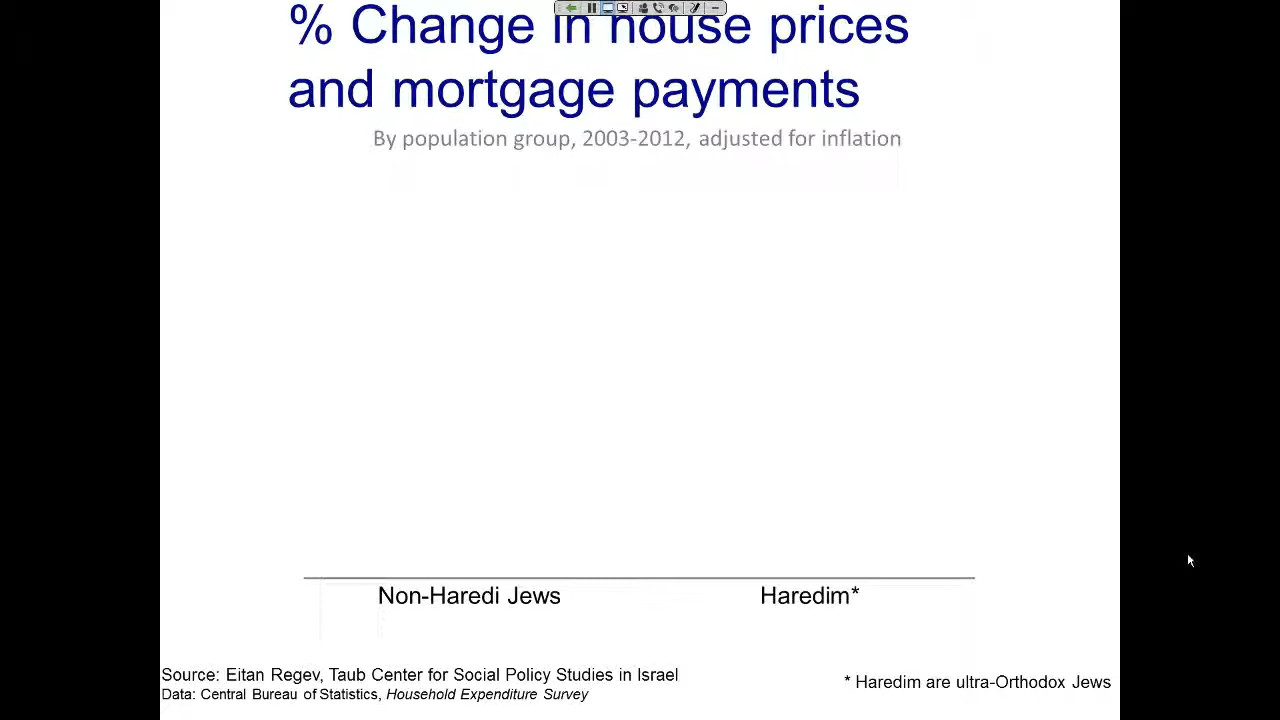 % Change in house prices
and mortgage payments
By population group, 2003-2012, adjusted for inflation
Non-Haredi Jews
Haredim*
Source: Eitan Regev, Taub Center for Social Policy Studies in Israel
Data: Central Bureau of Statistics, Household Expenditure Survey
* Haredim are ultra-Orthodox Jews